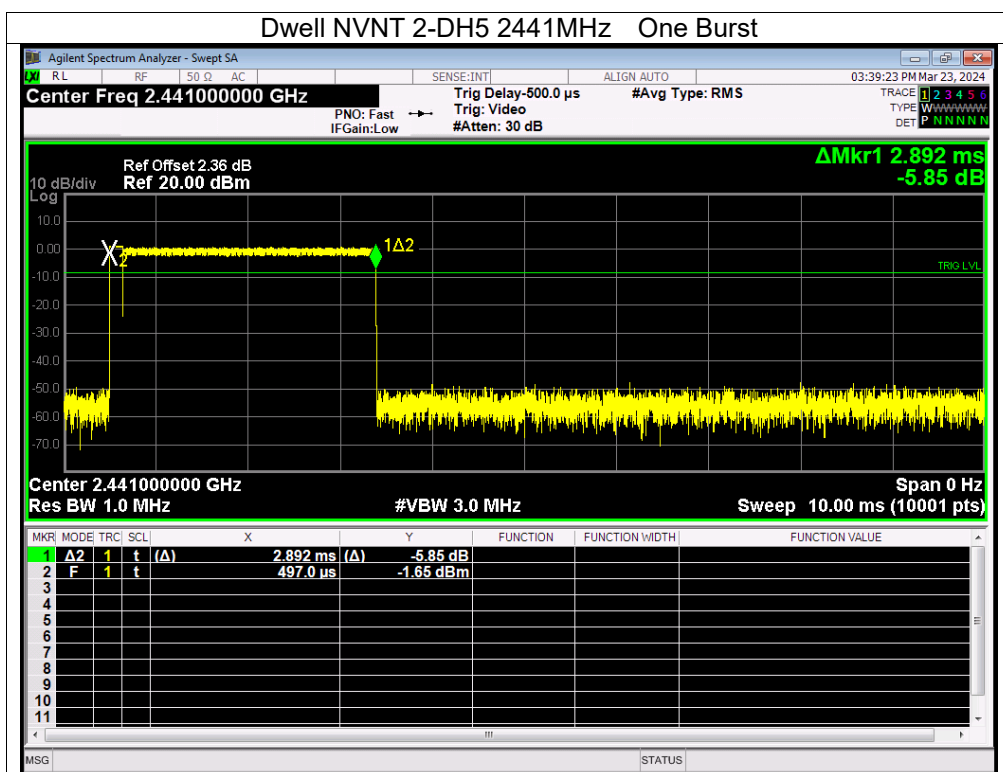 Dwell NVNT 2-DH5 2441MHz One Burst
Agilent Spectrum Analyzer - Swept SA
LXI RL RF 50 Ω AC SENSE:INT ALIGN AUTO 03:39:23 PM Mar 23, 2024
Center Freq 2.441000000 GHz Trig Delay-500.0 µs #Avg Type: RMS TRACE 1 2 3 4 5 6
PNO: Fast Trig: Video TYPE WWWWWW
IFGain:Low #Atten: 30 dB DET P N N N N N
ΔMkr1 2.892 ms
-5.85 dB
Ref Offset 2.36 dB
10 dB/div Ref 20.00 dBm
Log
10.0
0.00
X2
1Δ2
TRIG LVL
-10.0
-20.0
-30.0
-40.0
-50.0
-60.0
-70.0
Center 2.441000000 GHz Span 0 Hz
Res BW 1.0 MHz #VBW 3.0 MHz Sweep 10.00 ms (10001 pts)
MKR MODE TRC SCL X Y FUNCTION FUNCTION WIDTH FUNCTION VALUE
1 Δ2 1 t (Δ) 2.892 ms (Δ) -5.85 dB
2 F 1 t 497.0 µs -1.65 dBm
3
4
5
6
7
8
9
10
11
MSG STATUS